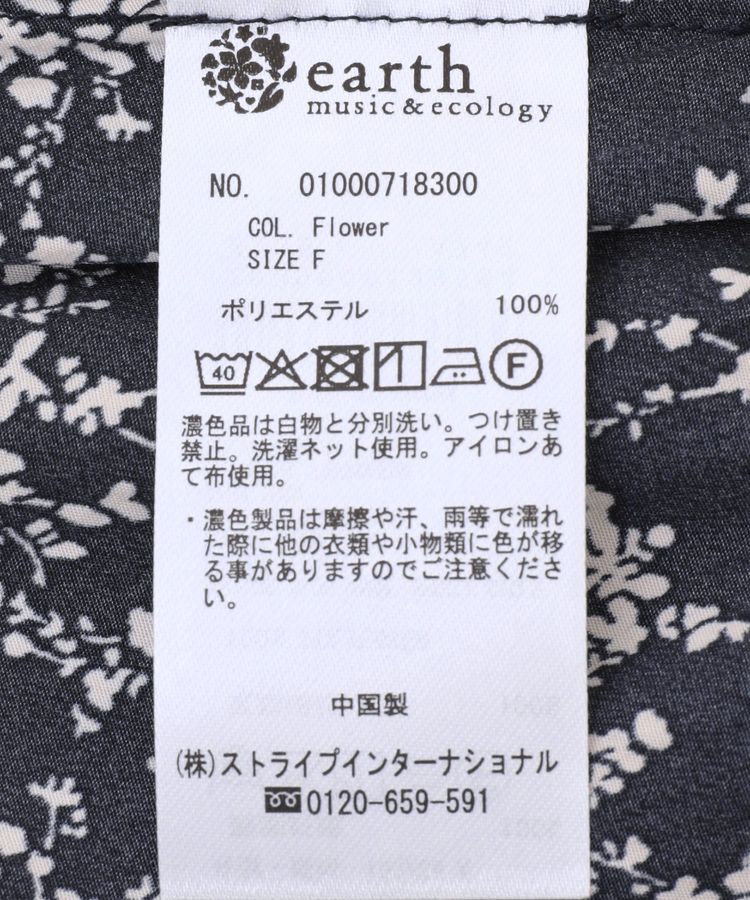 earth
music&ecology
NO. 01000718300
COL. Flower
SIZE F
ポリエステル 100%
40
F
濃色品は白物と分別洗い。つけ置き
禁止。洗濯ネット使用。アイロンあ
て布使用。
・濃色製品は摩擦や汗、雨等で濡れ
た際に他の衣類や小物類に色が移
る事がありますのでご注意くださ
い。
中国製
(株)ストライプインターナショナル
0120-659-591